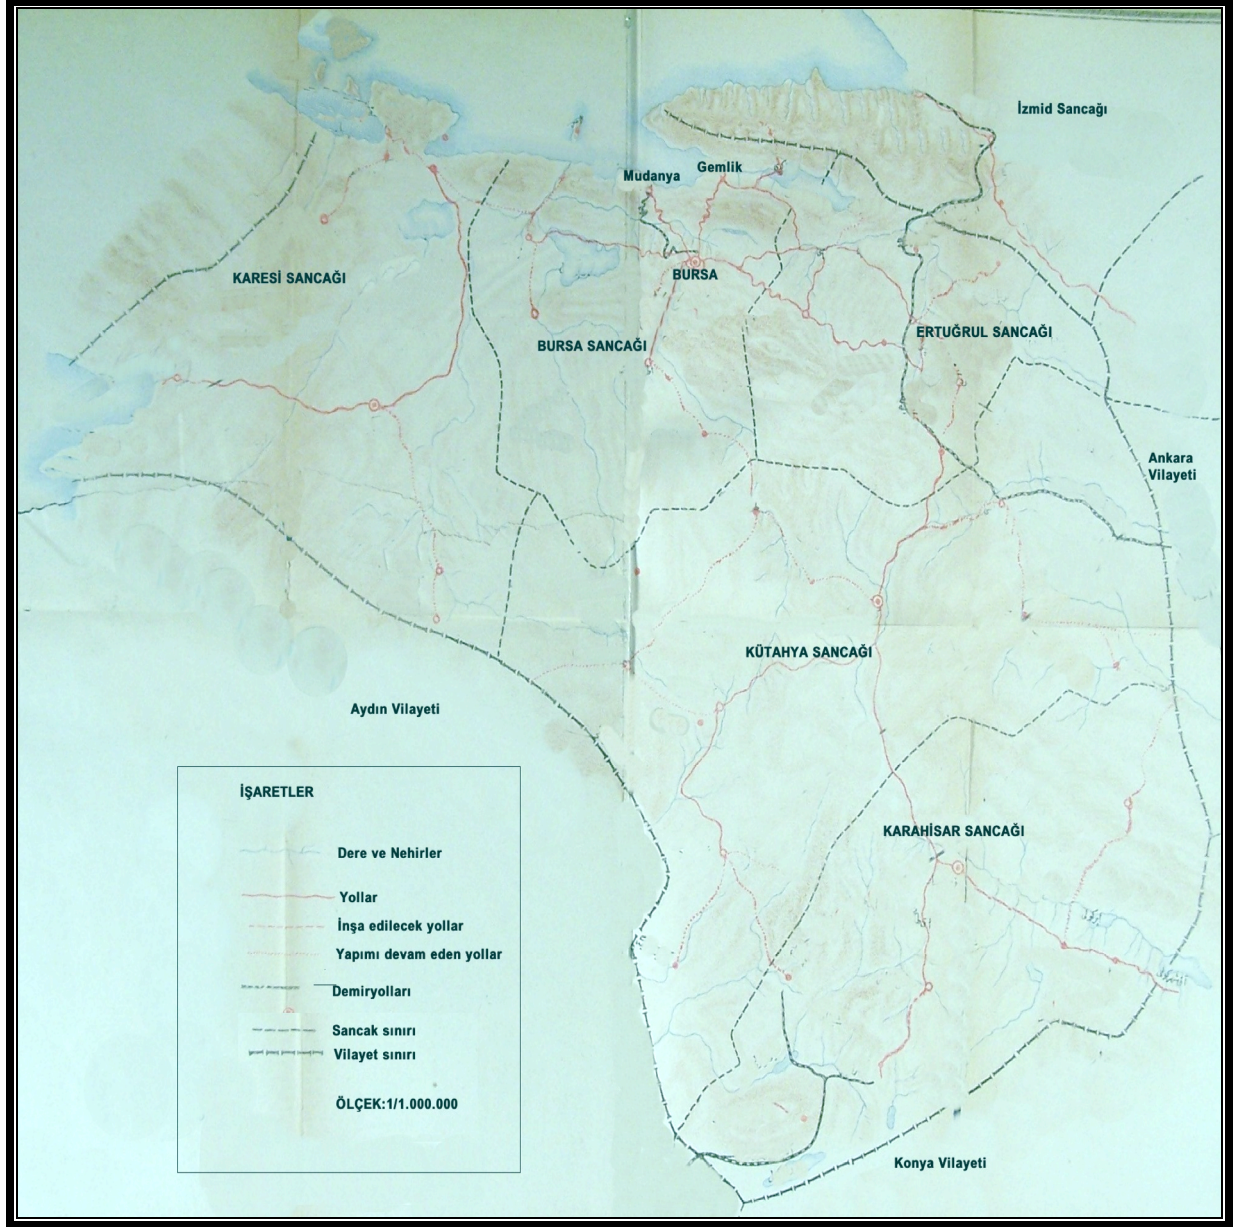 İzmid Sancağı
Gemlik
Mudanya
BURSA
KARESİ SANCAĞI
ERTUĞRUL SANCAĞI
BURSA SANCAĞI
Ankara
Vilayeti
KÜTAHYA SANCAĞI
Aydın Vilayeti
İŞARETLER
KARAHİSAR SANCAĞI
Dere ve Nehirler
Yollar
İnşa edilecek yollar
Yapımı devam eden yollar
Demiryolları
Sancak sınırı
Vilayet sınırı
ÖLÇEK:1/1.000.000
Konya Vilayeti